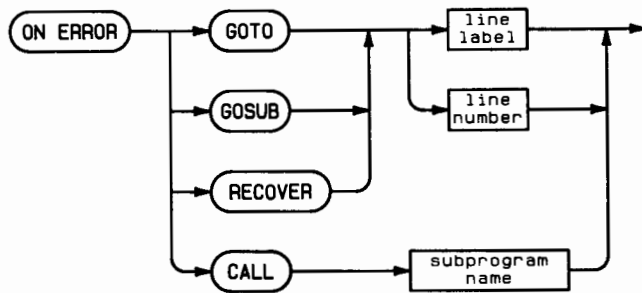 ON ERROR
GOTO
line
label
GOSUB
line
number
RECOVER
CALL
subprogram
name